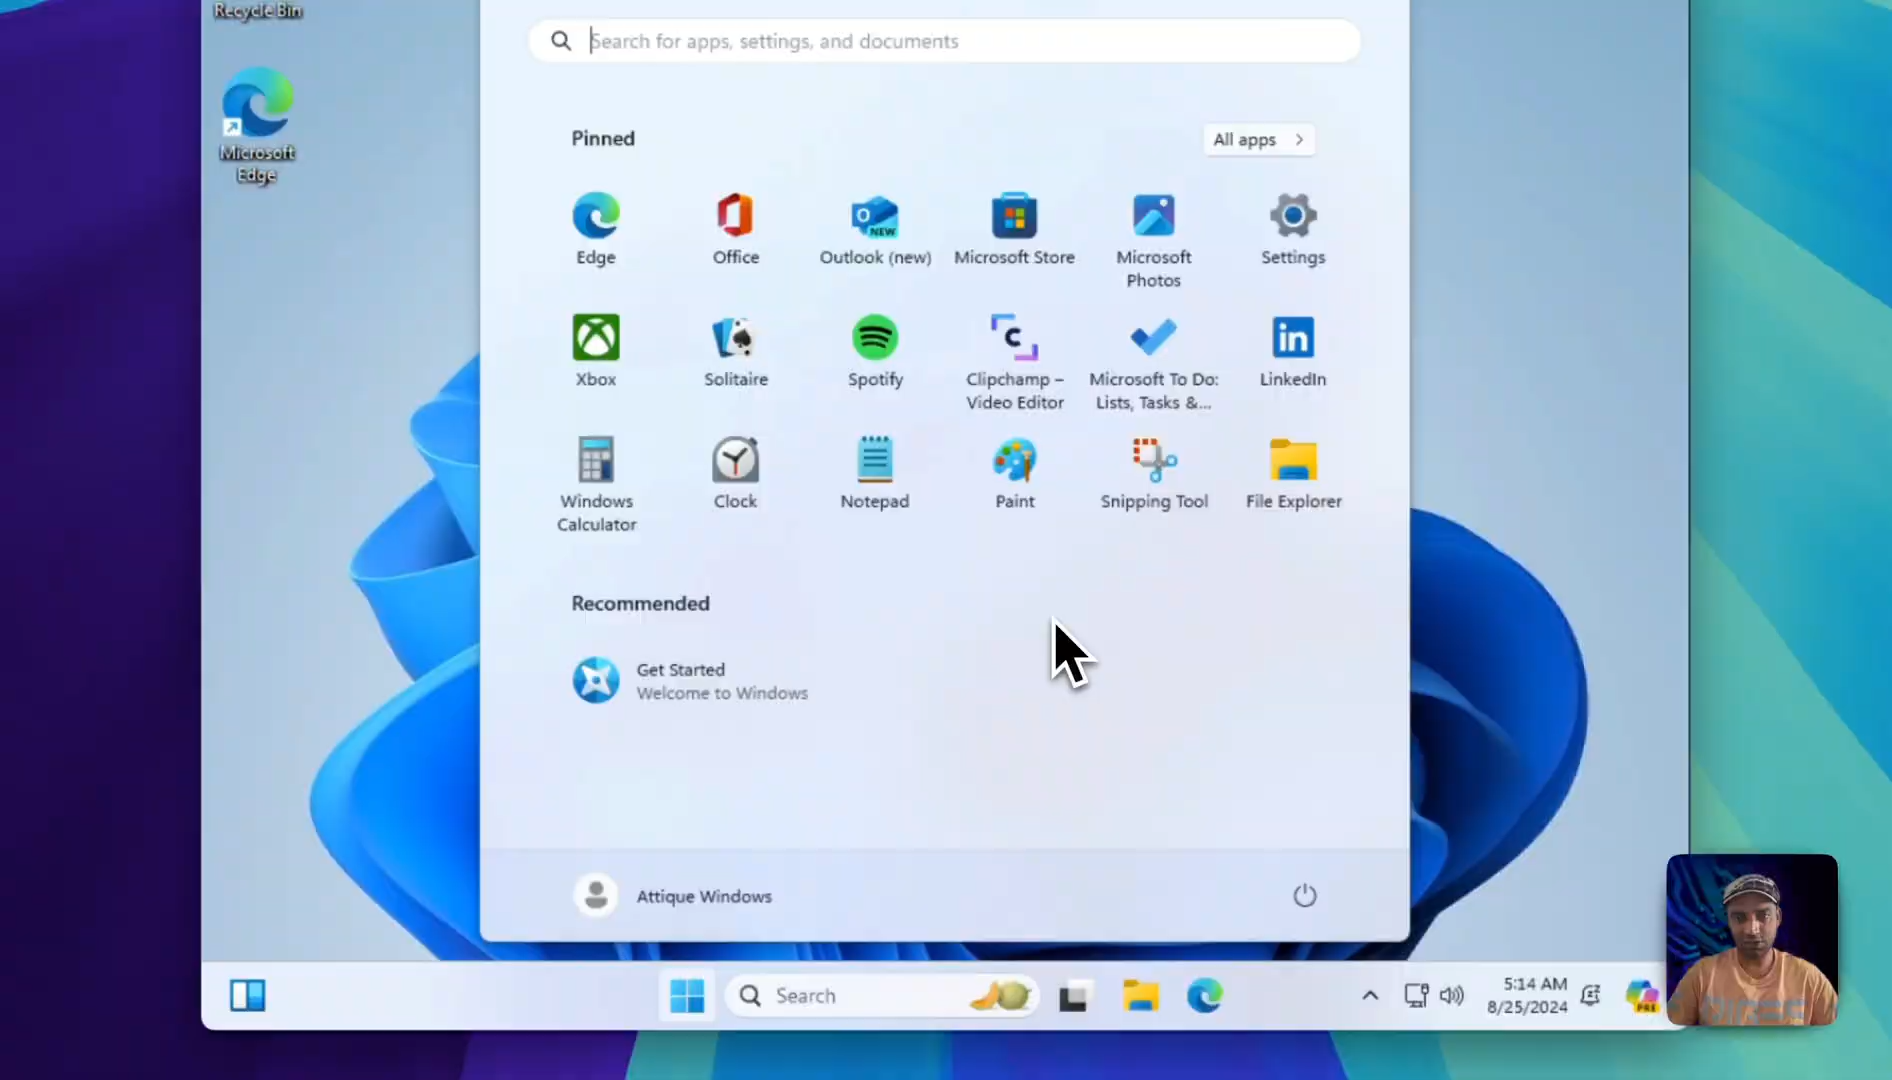 Recycle Bin
Search for apps, settings, and documents
Microsoft
Edge
Pinned
All apps
Edge
Office
Outlook (new)
Microsoft Store
Microsoft
Photos
Settings
Xbox
Solitaire
Spotify
Clipchamp –
Video Editor
Microsoft To Do:
Lists, Tasks &...
LinkedIn
Windows
Calculator
Clock
Notepad
Paint
Snipping Tool
File Explorer
Recommended
Get Started
Welcome to Windows
Attique Windows
Search
5:14 AM
8/25/2024
PRE